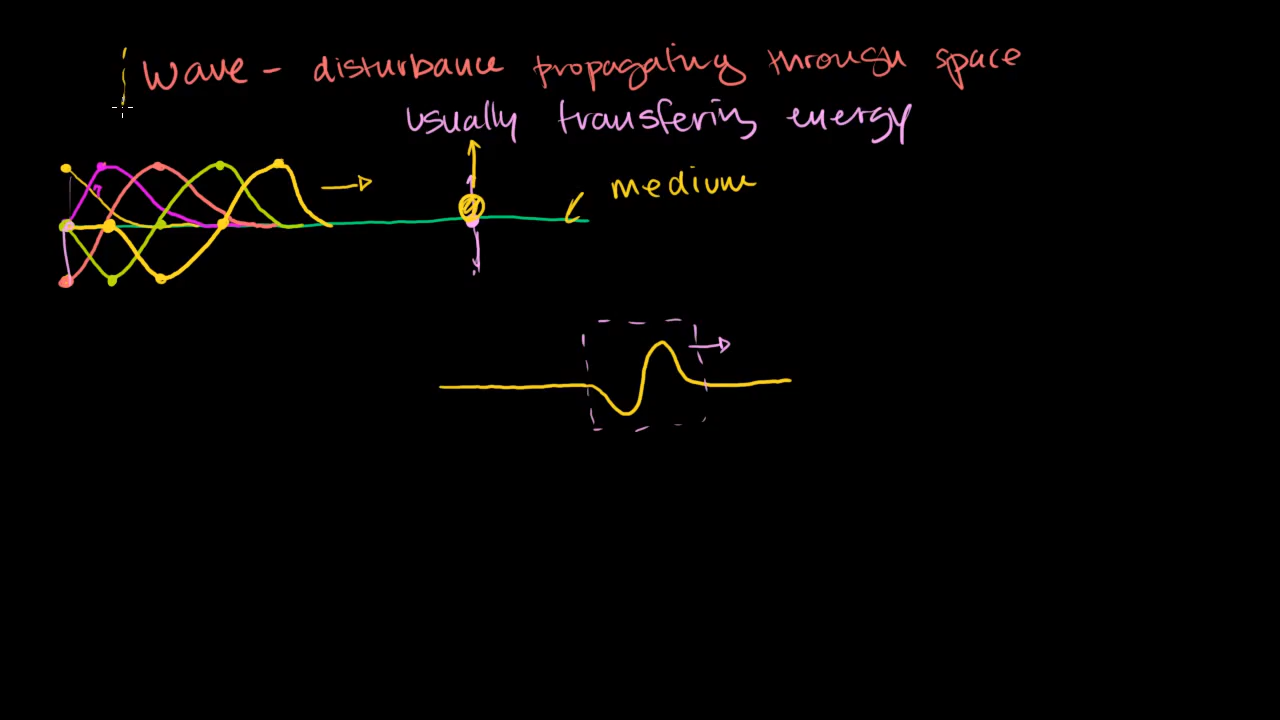 Wave - disturbance propagating through space
usually transfering energy
medium